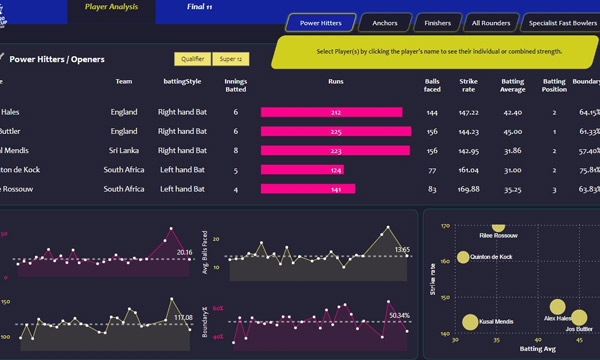 Player Analysis
Final 11
Power Hitters
Anchors
Finishers
All Rounders
Specialist Fast Bowlers
Select Player(s) by clicking the player's name to see their individual or combined strength.
Power Hitters / Openers
Qualifier
Super 12
Team battingStyle Innings Batted Runs Balls faced Strike rate Batting Average Batting Position Boundary
Hales England Right hand Bat 6 212 144 147.22 42.40 2 64.15%
Buttler England Right hand Bat 6 225 156 144.23 45.00 1 61.33%
Mendis Sri Lanka Right hand Bat 8 223 156 142.95 31.86 2 57.40%
de Kock South Africa Left hand Bat 5 124 77 161.04 31.00 2 75.81%
Rossouw South Africa Left hand Bat 4 141 83 169.88 35.25 3 63.83%
20.16
Avg. Balls Faced
20
10
13.65
150
100
117.08
Boundary%
60%
40%
50.34%
Strike rate
170
160
150
140
Rilee Rossouw
Quinton de Kock
Kusal Mendis
Alex Hales
Jos Buttler
30 35 40 45
Batting Avg